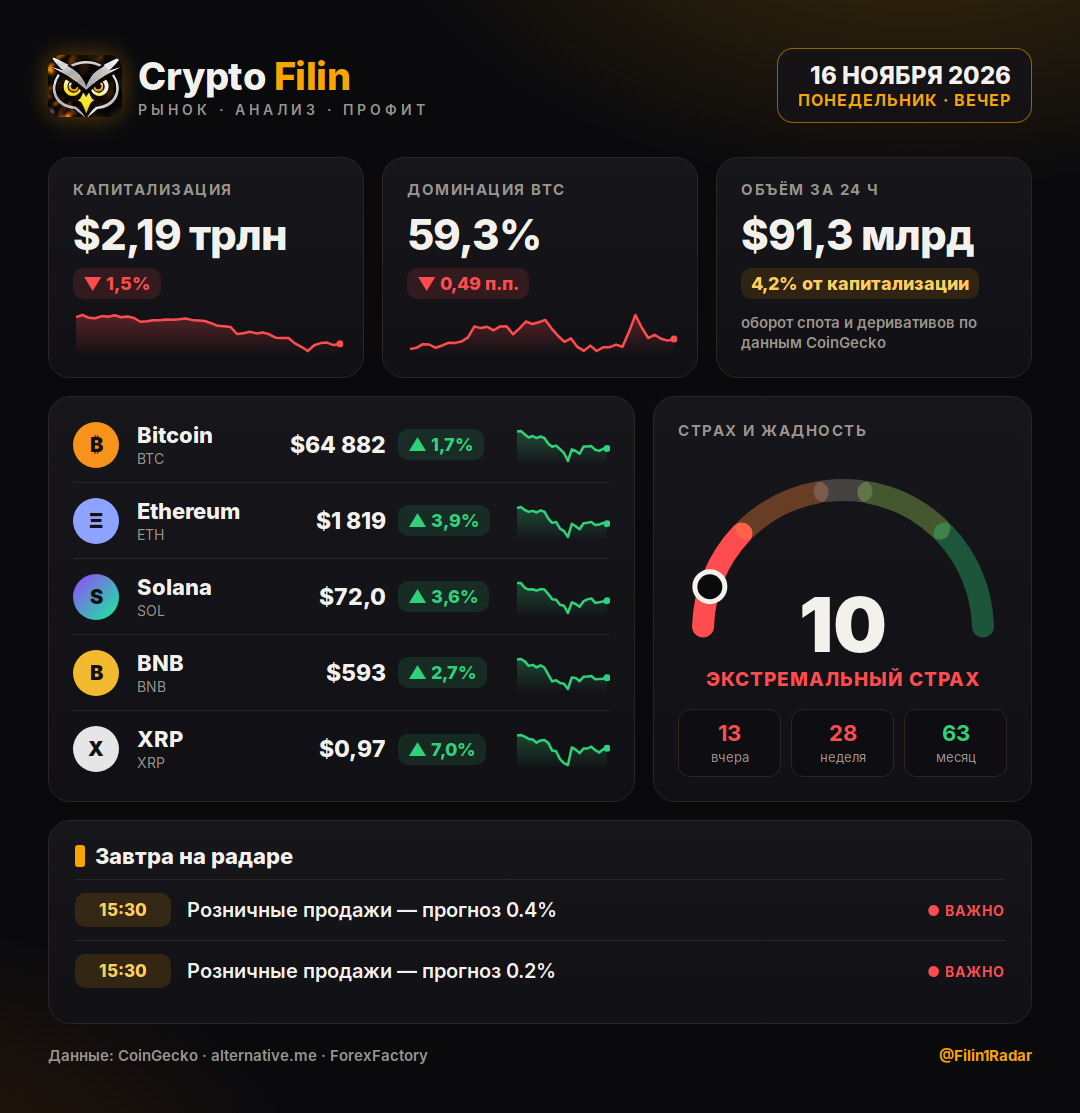 Crypto Filin
РЫНОК · АНАЛИЗ · ПРОФИТ
16 НОЯБРЯ 2026
ПОНЕДЕЛЬНИК · ВЕЧЕР
КАПИТАЛИЗАЦИЯ
$2,19 трлн
▼ 1,5%
ДОМИНАЦИЯ BTC
59,3%
▼ 0,49 п.п.
ОБЪЁМ ЗА 24 Ч
$91,3 млрд
4,2% от капитализации
оборот спота и деривативов по
данным CoinGecko
Bitcoin
BTC
$64 882
▲ 1,7%
Ethereum
ETH
$1 819
▲ 3,9%
S
Solana
SOL
$72,0
▲ 3,6%
B
BNB
BNB
$593
▲ 2,7%
X
XRP
XRP
$0,97
▲ 7,0%
СТРАХ И ЖАДНОСТЬ
10
ЭКСТРЕМАЛЬНЫЙ СТРАХ
13
вчера
28
неделя
63
месяц
Завтра на радаре
15:30 Розничные продажи — прогноз 0.4% ВАЖНО
15:30 Розничные продажи — прогноз 0.2% ВАЖНО
Данные: CoinGecko · alternative.me · ForexFactory
@Filin1Radar